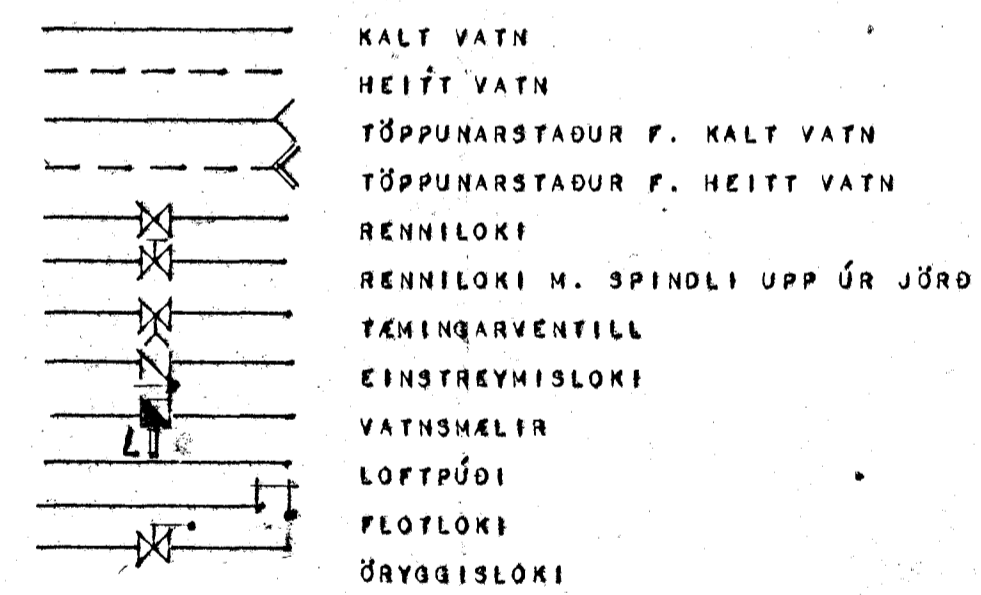 KALT VATN
HEITT VATN
TÖPPUNARSTAÐUR F. KALT VATN
TÖPPUNARSTAÐUR F. HEITT VATN
RENNILOKI
RENNILOKI M. SPINDLI UPP ÚR JÖRÐ
TÆMINGARVENTILL
EINSTREYMISLOKI
VATNSMÆLIR
L
LOFTPÚÐI
FLOTLOKI
ÖRYGGISLOKI